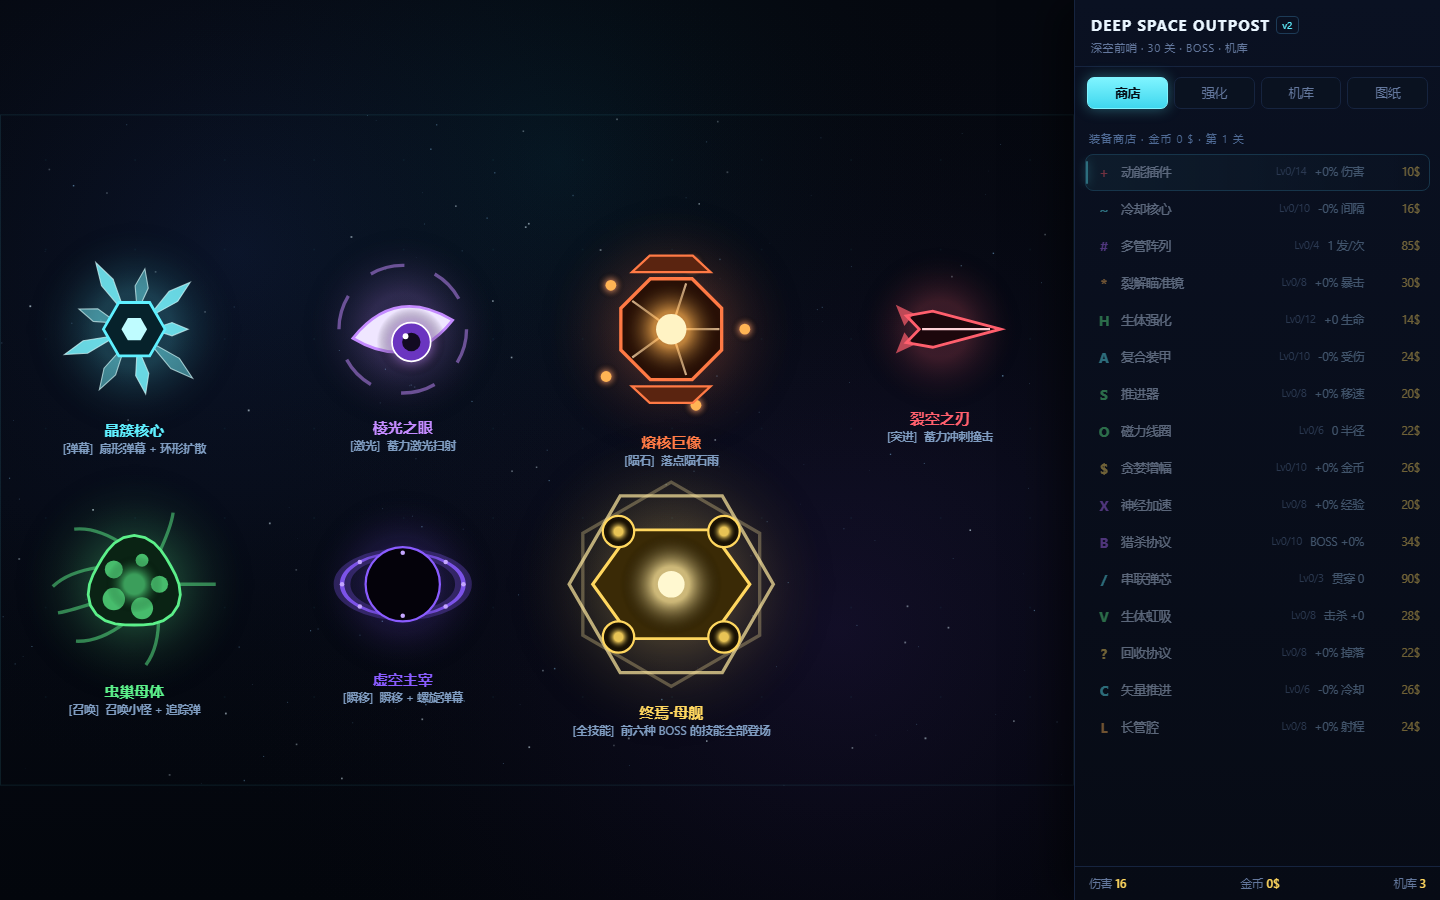 晶簇核心
[弹幕] 扇形弹幕 + 环形扩散
棱光之眼
[激光] 蓄力激光扫射
熔核巨像
[陨石] 落点陨石雨
裂空之刃
[突进] 蓄力冲刺撞击
虫巢母体
[召唤] 召唤小怪 + 追踪弹
虚空主宰
[瞬移] 瞬移 + 螺旋弹幕
终焉·母舰
[全技能] 前六种 BOSS 的技能全部登场
DEEP SPACE OUTPOST v2
深空前哨 · 30 关 · BOSS · 机库
商店 强化 机库 图纸
装备商店 · 金币 0 $ · 第 1 关
+ 动能插件 Lv0/14 +0% 伤害 10$
~ 冷却核心 Lv0/10 -0% 间隔 16$
# 多管阵列 Lv0/4 1 发/次 85$
* 裂解瞄准镜 Lv0/8 +0% 暴击 30$
H 生体强化 Lv0/12 +0 生命 14$
A 复合装甲 Lv0/10 -0% 受伤 24$
S 推进器 Lv0/8 +0% 移速 20$
O 磁力线圈 Lv0/6 0 半径 22$
$ 贪婪增幅 Lv0/10 +0% 金币 26$
X 神经加速 Lv0/8 +0% 经验 20$
B 猎杀协议 Lv0/10 BOSS +0% 34$
/ 串联弹芯 Lv0/3 贯穿 0 90$
V 生体虹吸 Lv0/8 击杀 +0 28$
? 回收协议 Lv0/8 +0% 掉落 22$
C 矢量推进 Lv0/6 -0% 冷却 26$
L 长管腔 Lv0/8 +0% 射程 24$
伤害 16 金币 0$ 机库 3